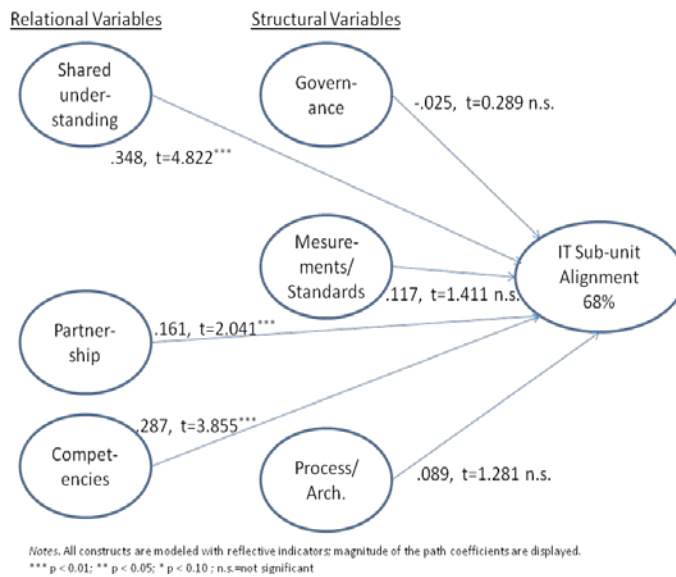 Relational Variables
Structural Variables
Shared
under-
standing
Govern-
ance
-.025, t=0.289 n.s.
.348, t=4.822***
Mesurements/
Standards
IT Sub-unit
Alignment
68%
.117, t=1.411 n.s.
Partner-
ship
.161, t=2.041***
.287, t=3.855***
Compet-
encies
Process/
Arch.
.089, t=1.281 n.s.
Notes. All constructs are modeled with reflective indicators; magnitude of the path coefficients are displayed.
*** p < 0.01; ** p < 0.05; * p < 0.10 ; n.s.=not significant